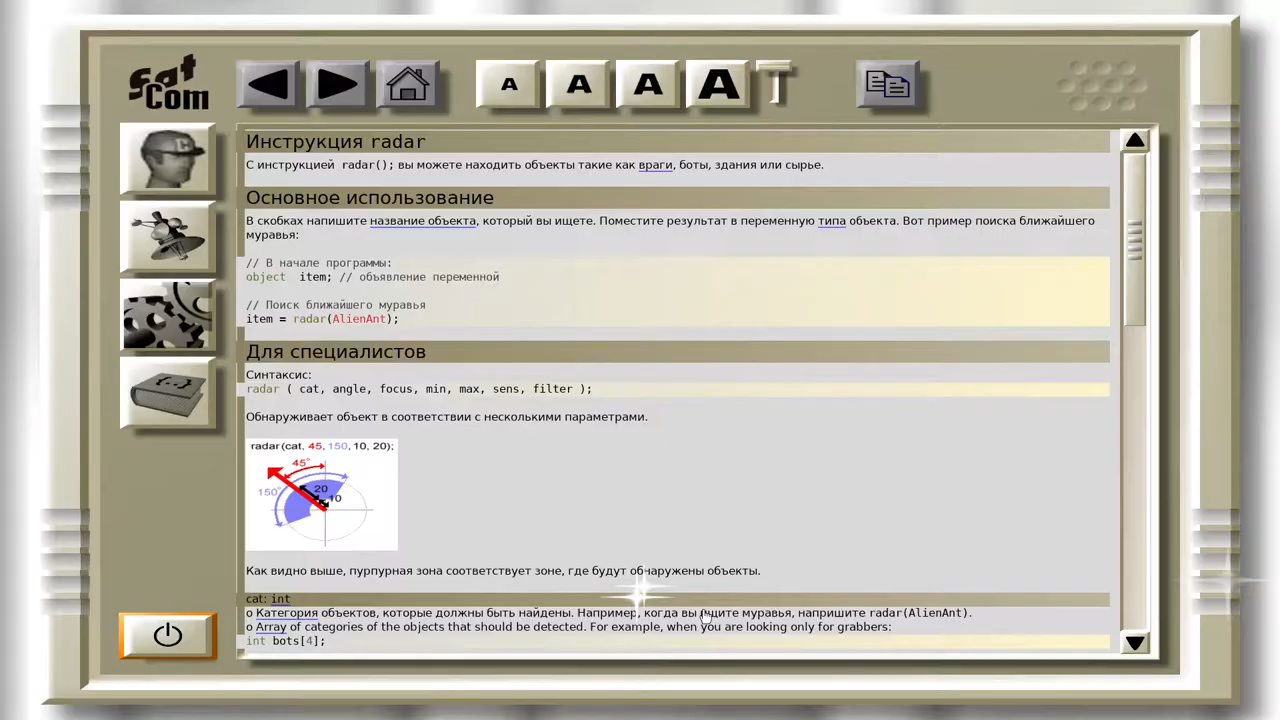 Sat
Com
A A A A
Инструкция radar
С инструкцией radar(); вы можете находить объекты такие как враги, боты, здания или сырье.
Основное использование
В скобках напишите название объекта, который вы ищете. Поместите результат в переменную типа объекта. Вот пример поиска ближайшего
муравья:
// В начале программы:
object item; // объявление переменной
// Поиск ближайшего муравья
item = radar(AlienAnt);
Для специалистов
Синтаксис:
radar ( cat, angle, focus, min, max, sens, filter );
Обнаруживает объект в соответствии с несколькими параметрами.
radar(cat, 45, 150, 10, 20);
45°
150°
20
10
Как видно выше, пурпурная зона соответствует зоне, где будут обнаружены объекты.
cat: int
o Категория объектов, которые должны быть найдены. Например, когда вы ищите муравья, напришите radar(AlienAnt).
o Array of categories of the objects that should be detected. For example, when you are looking only for grabbers:
int bots[4];
{..}